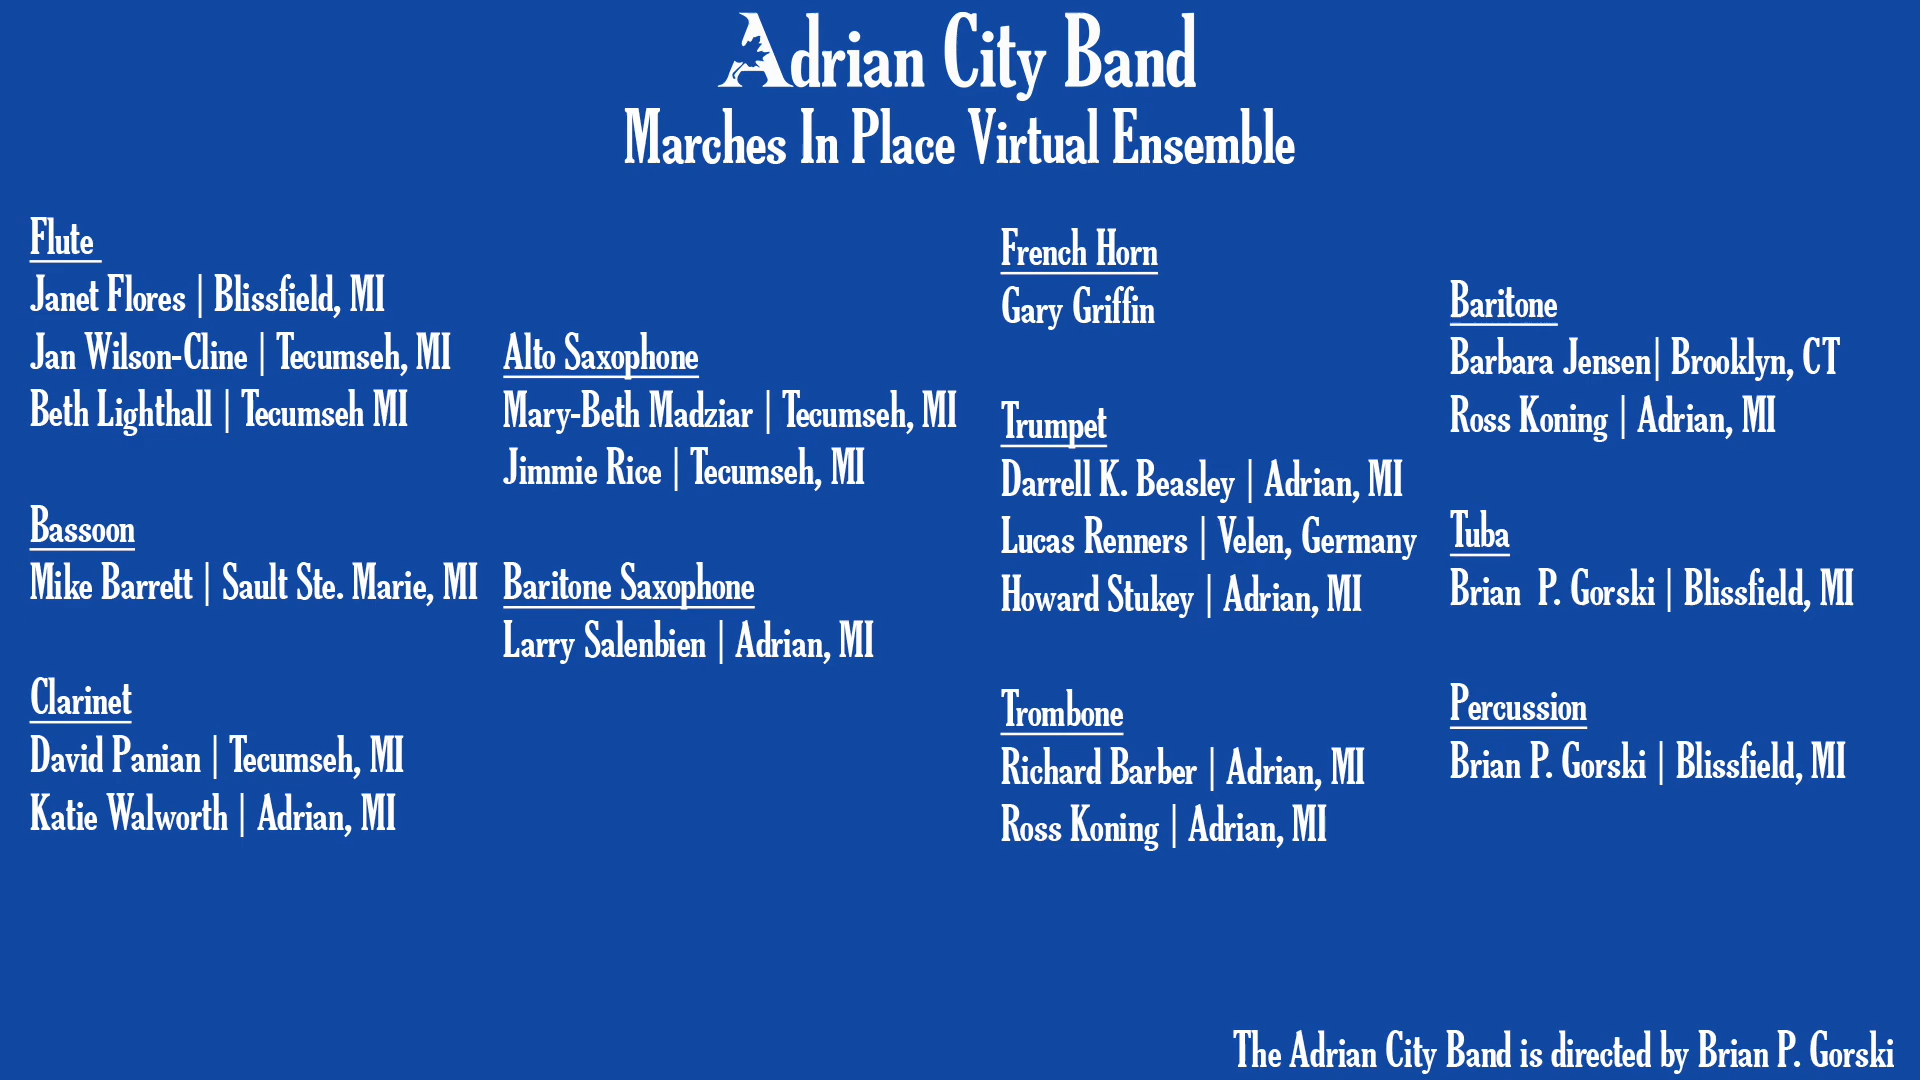 Adrian City Band
Marches In Place Virtual Ensemble
Flute
Janet Flores | Blissfield, MI
Jan Wilson-Cline | Tecumseh, MI
Beth Lighthall | Tecumseh MI
Bassoon
Mike Barrett | Sault Ste. Marie, MI
Clarinet
David Panian | Tecumseh, MI
Katie Walworth | Adrian, MI
Alto Saxophone
Mary-Beth Madziar | Tecumseh, MI
Jimmie Rice | Tecumseh, MI
Baritone Saxophone
Larry Salenbien | Adrian, MI
French Horn
Gary Griffin
Trumpet
Darrell K. Beasley | Adrian, MI
Lucas Renners | Velen, Germany
Howard Stukey | Adrian, MI
Trombone
Richard Barber | Adrian, MI
Ross Koning | Adrian, MI
Baritone
Barbara Jensen| Brooklyn, CT
Ross Koning | Adrian, MI
Tuba
Brian  P. Gorski | Blissfield, MI
Percussion
Brian P. Gorski | Blissfield, MI
The Adrian City Band is directed by Brian P. Gorski